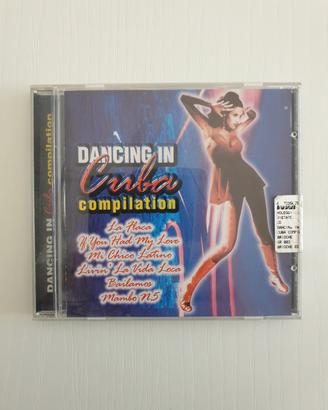 DANCING IN Cuba compilation
DANCING IN
Cuba
compilation
La Flaca
If You Had My Love
Mi Chico Latino
Livin' La Vida Loca
Bailamos
Mambo N.5